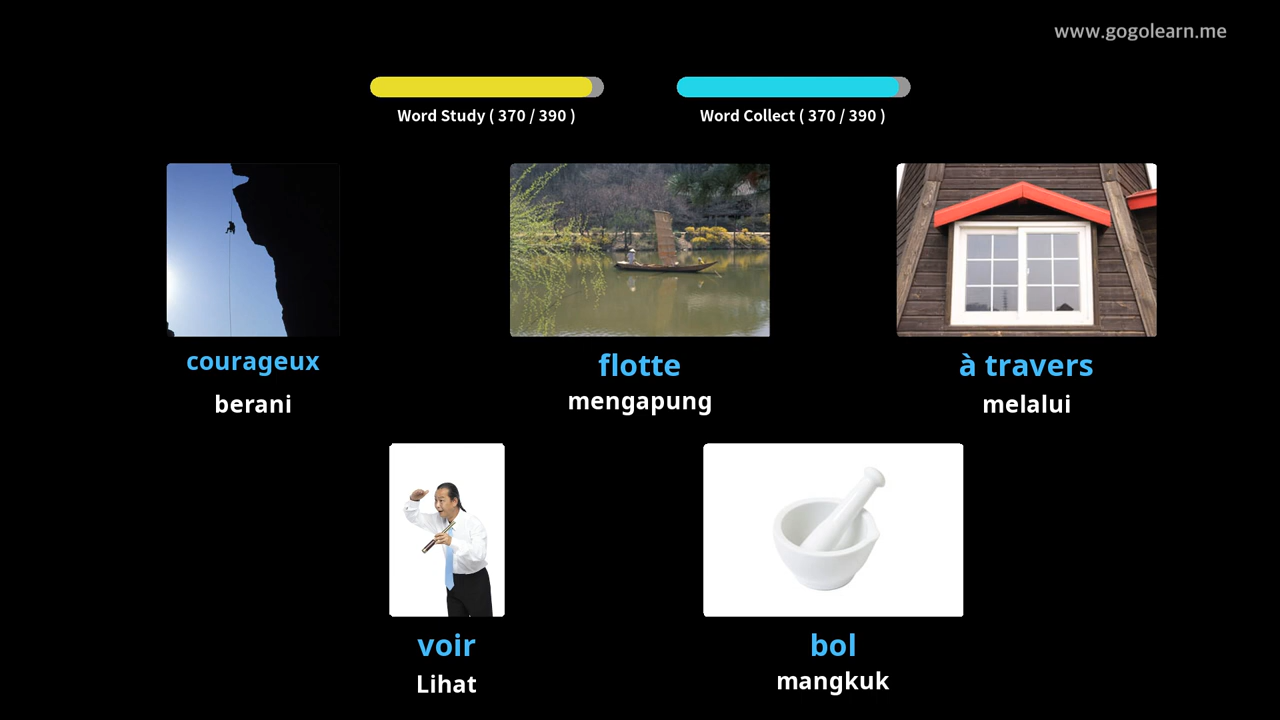 www.gogolearn.me
Word Study ( 370 / 390 )
Word Collect ( 370 / 390 )
courageux
berani
flotte
mengapung
à travers
melalui
voir
Lihat
bol
mangkuk